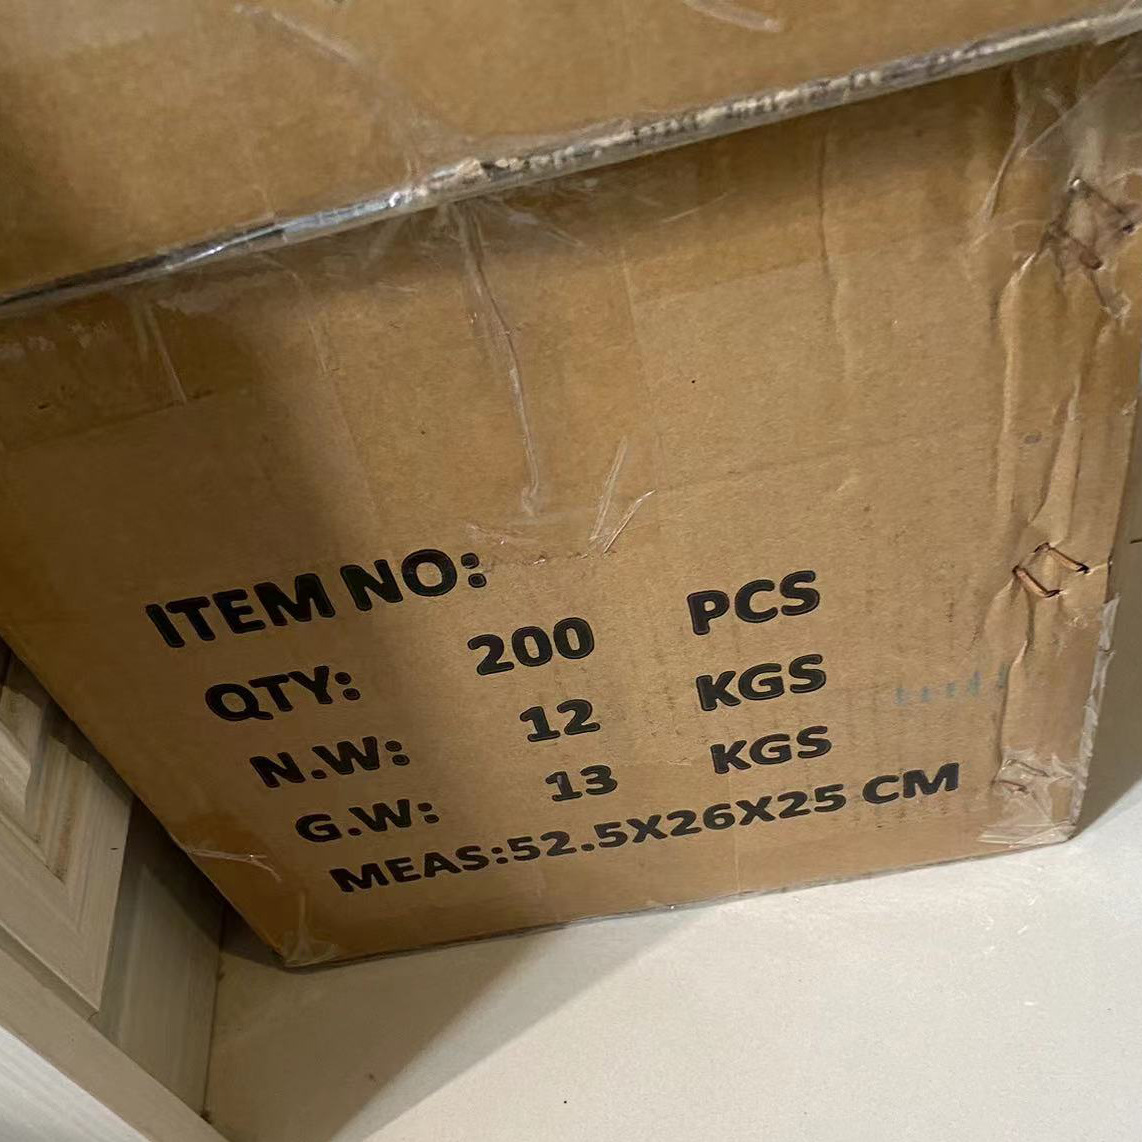 ITEM NO:
QTY: 200 PCS
N.W: 12 KGS
G.W: 13 KGS
MEAS:52.5X26X25 CM